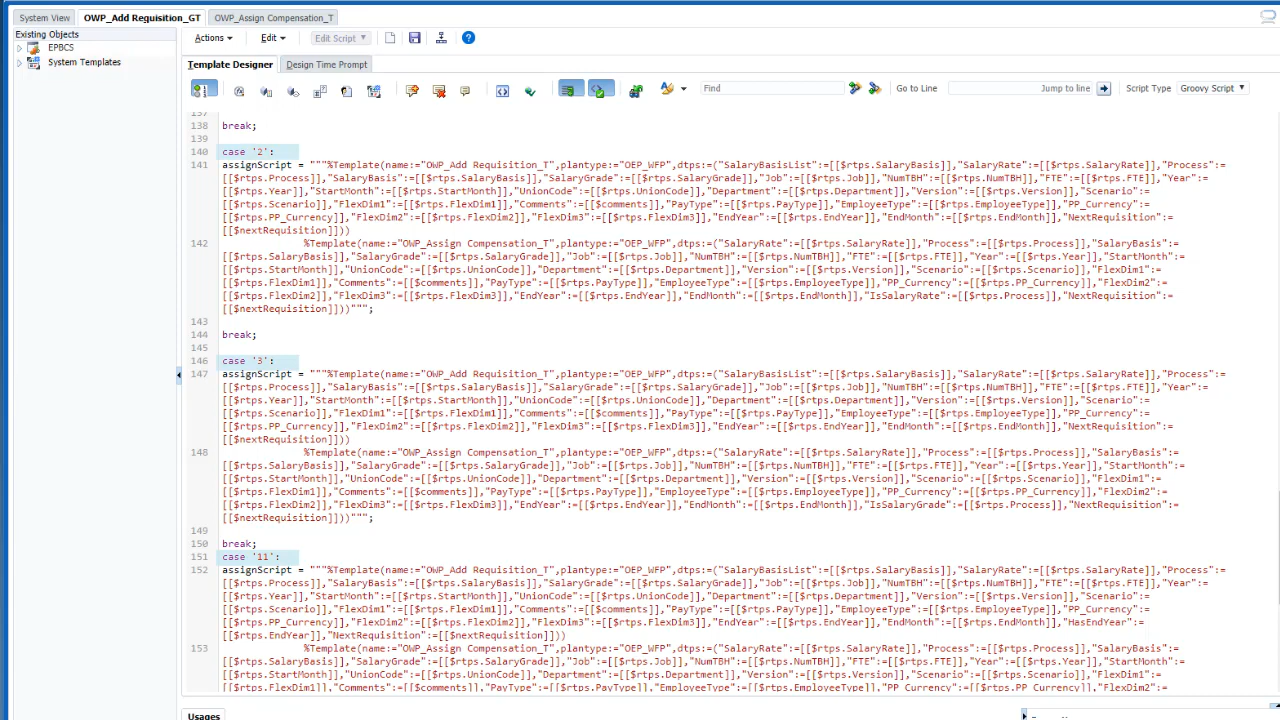 System View
OWP_Add Requisition_GT
OWP_Assign Compensation_T
Existing Objects
EPBCS
System Templates
Actions
Edit
Edit Script
Template Designer
Design Time Prompt
Find
Go to Line
Jump to line
Script Type
Groovy Script
137
138 break;
139
140 case '2':
141 assignScript = """%Template(name:="OWP_Add Requisition_T",plantype:="OEP_WFP",dtps:=("SalaryBasisList":=[[$rtps.SalaryBasis]],"SalaryRate":=[[$rtps.SalaryRate]],"Process":=
[[$rtps.Process]],"SalaryBasis":=[[$rtps.SalaryBasis]],"SalaryGrade":=[[$rtps.SalaryGrade]],"Job":=[[$rtps.Job]],"NumTBH":=[[$rtps.NumTBH]],"FTE":=[[$rtps.FTE]],"Year":=
[[$rtps.Year]],"StartMonth":=[[$rtps.StartMonth]],"UnionCode":=[[$rtps.UnionCode]],"Department":=[[$rtps.Department]],"Version":=[[$rtps.Version]],"Scenario":=
[[$rtps.Scenario]],"FlexDim1":=[[$rtps.FlexDim1]],"Comments":=[[$comments]],"PayType":=[[$rtps.PayType]],"EmployeeType":=[[$rtps.EmployeeType]],"PP_Currency":=
[[$rtps.PP_Currency]],"FlexDim2":=[[$rtps.FlexDim2]],"FlexDim3":=[[$rtps.FlexDim3]],"EndYear":=[[$rtps.EndYear]],"EndMonth":=[[$rtps.EndMonth]],"NextRequisition":=
[[$nextRequisition]]))
142 %Template(name:="OWP_Assign Compensation_T",plantype:="OEP_WFP",dtps:=("SalaryRate":=[[$rtps.SalaryRate]],"Process":=[[$rtps.Process]],"SalaryBasis":=
[[$rtps.SalaryBasis]],"SalaryGrade":=[[$rtps.SalaryGrade]],"Job":=[[$rtps.Job]],"NumTBH":=[[$rtps.NumTBH]],"FTE":=[[$rtps.FTE]],"Year":=[[$rtps.Year]],"StartMonth":=
[[$rtps.StartMonth]],"UnionCode":=[[$rtps.UnionCode]],"Department":=[[$rtps.Department]],"Version":=[[$rtps.Version]],"Scenario":=[[$rtps.Scenario]],"FlexDim1":=
[[$rtps.FlexDim1]],"Comments":=[[$comments]],"PayType":=[[$rtps.PayType]],"EmployeeType":=[[$rtps.EmployeeType]],"PP_Currency":=[[$rtps.PP_Currency]],"FlexDim2":=
[[$rtps.FlexDim2]],"FlexDim3":=[[$rtps.FlexDim3]],"EndYear":=[[$rtps.EndYear]],"EndMonth":=[[$rtps.EndMonth]],"IsSalaryRate":=[[$rtps.Process]],"NextRequisition":=
[[$nextRequisition]]))""";
143
144 break;
145
146 case '3':
147 assignScript = """%Template(name:="OWP_Add Requisition_T",plantype:="OEP_WFP",dtps:=("SalaryBasisList":=[[$rtps.SalaryBasis]],"SalaryRate":=[[$rtps.SalaryRate]],"Process":=
[[$rtps.Process]],"SalaryBasis":=[[$rtps.SalaryBasis]],"SalaryGrade":=[[$rtps.SalaryGrade]],"Job":=[[$rtps.Job]],"NumTBH":=[[$rtps.NumTBH]],"FTE":=[[$rtps.FTE]],"Year":=
[[$rtps.Year]],"StartMonth":=[[$rtps.StartMonth]],"UnionCode":=[[$rtps.UnionCode]],"Department":=[[$rtps.Department]],"Version":=[[$rtps.Version]],"Scenario":=
[[$rtps.Scenario]],"FlexDim1":=[[$rtps.FlexDim1]],"Comments":=[[$comments]],"PayType":=[[$rtps.PayType]],"EmployeeType":=[[$rtps.EmployeeType]],"PP_Currency":=
[[$rtps.PP_Currency]],"FlexDim2":=[[$rtps.FlexDim2]],"FlexDim3":=[[$rtps.FlexDim3]],"EndYear":=[[$rtps.EndYear]],"EndMonth":=[[$rtps.EndMonth]],"NextRequisition":=
[[$nextRequisition]]))
148 %Template(name:="OWP_Assign Compensation_T",plantype:="OEP_WFP",dtps:=("SalaryRate":=[[$rtps.SalaryRate]],"Process":=[[$rtps.Process]],"SalaryBasis":=
[[$rtps.SalaryBasis]],"SalaryGrade":=[[$rtps.SalaryGrade]],"Job":=[[$rtps.Job]],"NumTBH":=[[$rtps.NumTBH]],"FTE":=[[$rtps.FTE]],"Year":=[[$rtps.Year]],"StartMonth":=
[[$rtps.StartMonth]],"UnionCode":=[[$rtps.UnionCode]],"Department":=[[$rtps.Department]],"Version":=[[$rtps.Version]],"Scenario":=[[$rtps.Scenario]],"FlexDim1":=
[[$rtps.FlexDim1]],"Comments":=[[$comments]],"PayType":=[[$rtps.PayType]],"EmployeeType":=[[$rtps.EmployeeType]],"PP_Currency":=[[$rtps.PP_Currency]],"FlexDim2":=
[[$rtps.FlexDim2]],"FlexDim3":=[[$rtps.FlexDim3]],"EndYear":=[[$rtps.EndYear]],"EndMonth":=[[$rtps.EndMonth]],"IsSalaryGrade":=[[$rtps.Process]],"NextRequisition":=
[[$nextRequisition]]))""";
149
150 break;
151 case '11':
152 assignScript = """%Template(name:="OWP_Add Requisition_T",plantype:="OEP_WFP",dtps:=("SalaryBasisList":=[[$rtps.SalaryBasis]],"SalaryRate":=[[$rtps.SalaryRate]],"Process":=
[[$rtps.Process]],"SalaryBasis":=[[$rtps.SalaryBasis]],"SalaryGrade":=[[$rtps.SalaryGrade]],"Job":=[[$rtps.Job]],"NumTBH":=[[$rtps.NumTBH]],"FTE":=[[$rtps.FTE]],"Year":=
[[$rtps.Year]],"StartMonth":=[[$rtps.StartMonth]],"UnionCode":=[[$rtps.UnionCode]],"Department":=[[$rtps.Department]],"Version":=[[$rtps.Version]],"Scenario":=
[[$rtps.Scenario]],"FlexDim1":=[[$rtps.FlexDim1]],"Comments":=[[$comments]],"PayType":=[[$rtps.PayType]],"EmployeeType":=[[$rtps.EmployeeType]],"PP_Currency":=
[[$rtps.PP_Currency]],"FlexDim2":=[[$rtps.FlexDim2]],"FlexDim3":=[[$rtps.FlexDim3]],"EndYear":=[[$rtps.EndYear]],"EndMonth":=[[$rtps.EndMonth]],"HasEndYear":=
[[$rtps.EndYear]],"NextRequisition":=[[$nextRequisition]]))
153 %Template(name:="OWP_Assign Compensation_T",plantype:="OEP_WFP",dtps:=("SalaryRate":=[[$rtps.SalaryRate]],"Process":=[[$rtps.Process]],"SalaryBasis":=
[[$rtps.SalaryBasis]],"SalaryGrade":=[[$rtps.SalaryGrade]],"Job":=[[$rtps.Job]],"NumTBH":=[[$rtps.NumTBH]],"FTE":=[[$rtps.FTE]],"Year":=[[$rtps.Year]],"StartMonth":=
[[$rtps.StartMonth]],"UnionCode":=[[$rtps.UnionCode]],"Department":=[[$rtps.Department]],"Version":=[[$rtps.Version]],"Scenario":=[[$rtps.Scenario]],"FlexDim1":=
[[$rtps.FlexDim1]],"Comments":=[[$comments]],"PayType":=[[$rtps.PayType]],"EmployeeType":=[[$rtps.EmployeeType]],"PP_Currency":=[[$rtps.PP_Currency]],"FlexDim2":=
Usages